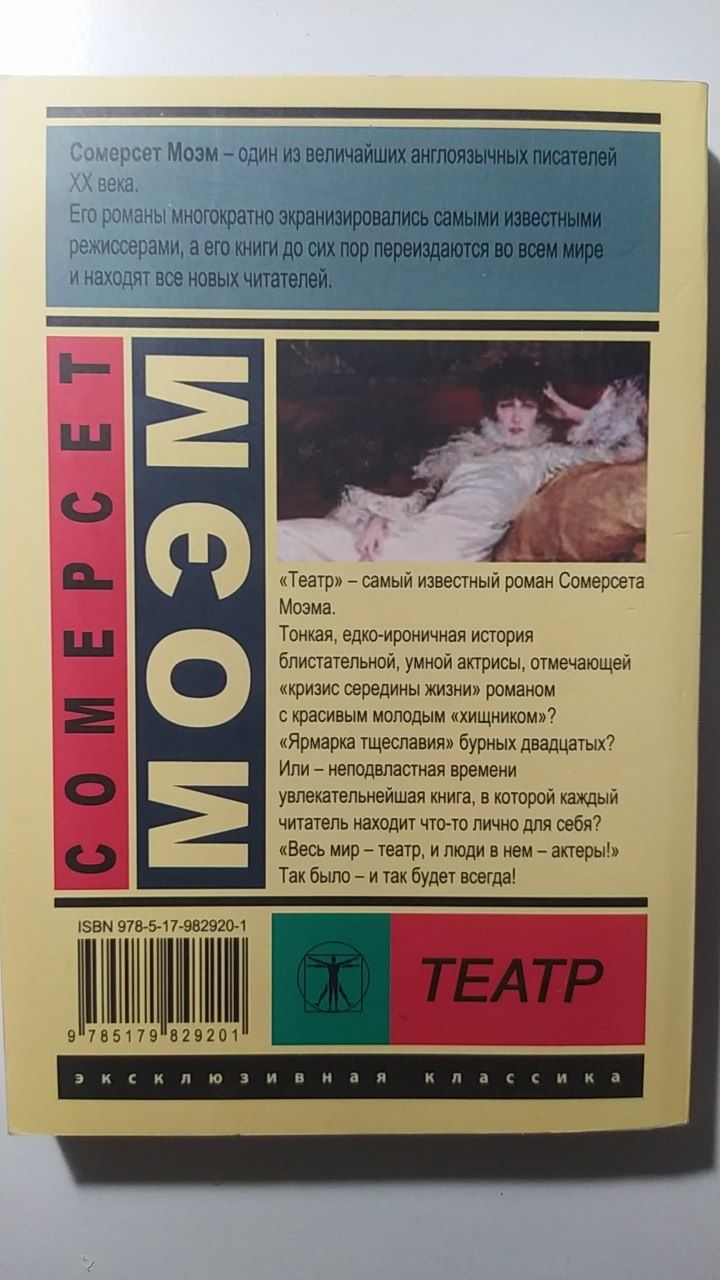 Сомерсет Моэм – один из величайших англоязычных писателей
XX века.
Его романы многократно экранизировались самыми известными
режиссерами, а его книги до сих пор переиздаются во всем мире
и находят все новых читателей.
СОМЕРСЕТ
МОЭМ
«Театр» – самый известный роман Сомерсета
Моэма.
Тонкая, едко-ироничная история
блистательной, умной актрисы, отмечающей
«кризис середины жизни» романом
с красивым молодым «хищником»?
«Ярмарка тщеславия» бурных двадцатых?
Или – неподвластная времени
увлекательнейшая книга, в которой каждый
читатель находит что-то лично для себя?
«Весь мир – театр, и люди в нем – актеры!»
Так было – и так будет всегда!
ISBN 978-5-17-982920-1
9 785179 829201
ТЕАТР
эксклюзивная классика